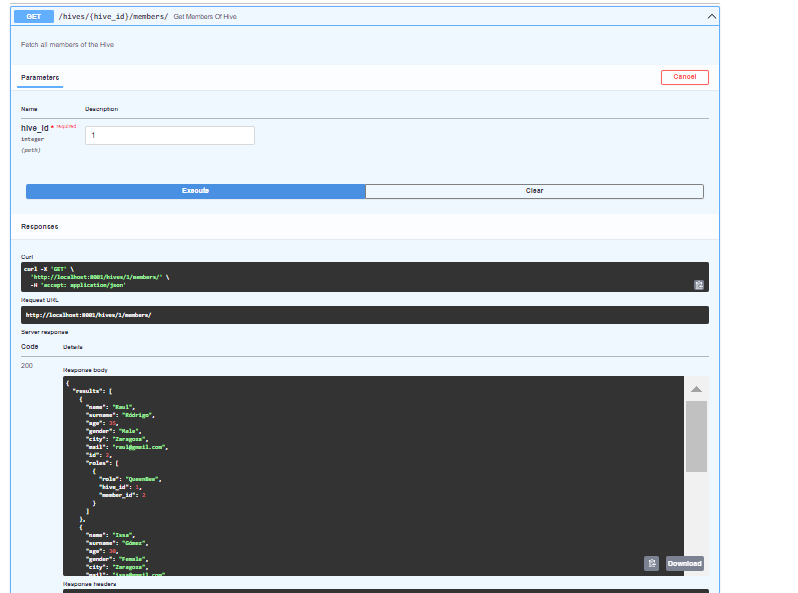 GET /hives/{hive_id}/members/ Get Members Of Hive
Fetch all members of the Hive
Parameters
Cancel
Name Description
hive_id * required
integer
(path)
1
Execute
Clear
Responses
Curl
curl -X 'GET' \
'http://localhost:8001/hives/1/members/' \
-H 'accept: application/json'
Request URL
http://localhost:8001/hives/1/members/
Server response
Code Details
200
Response body
{
"results": [
{
"name": "Raul",
"surname": "Rodrigo",
"age": 35,
"gender": "Male",
"city": "Zaragoza",
"mail": "raul@gmail.com",
"id": 2,
"roles": [
{
"role": "QueenBee",
"hive_id": 1,
"member_id": 2
}
]
},
{
"name": "Issa",
"surname": "Gómez",
"age": 30,
"gender": "Female",
"city": "Zaragoza",
"mail": "issa@gmail.com"
Download
Response headers